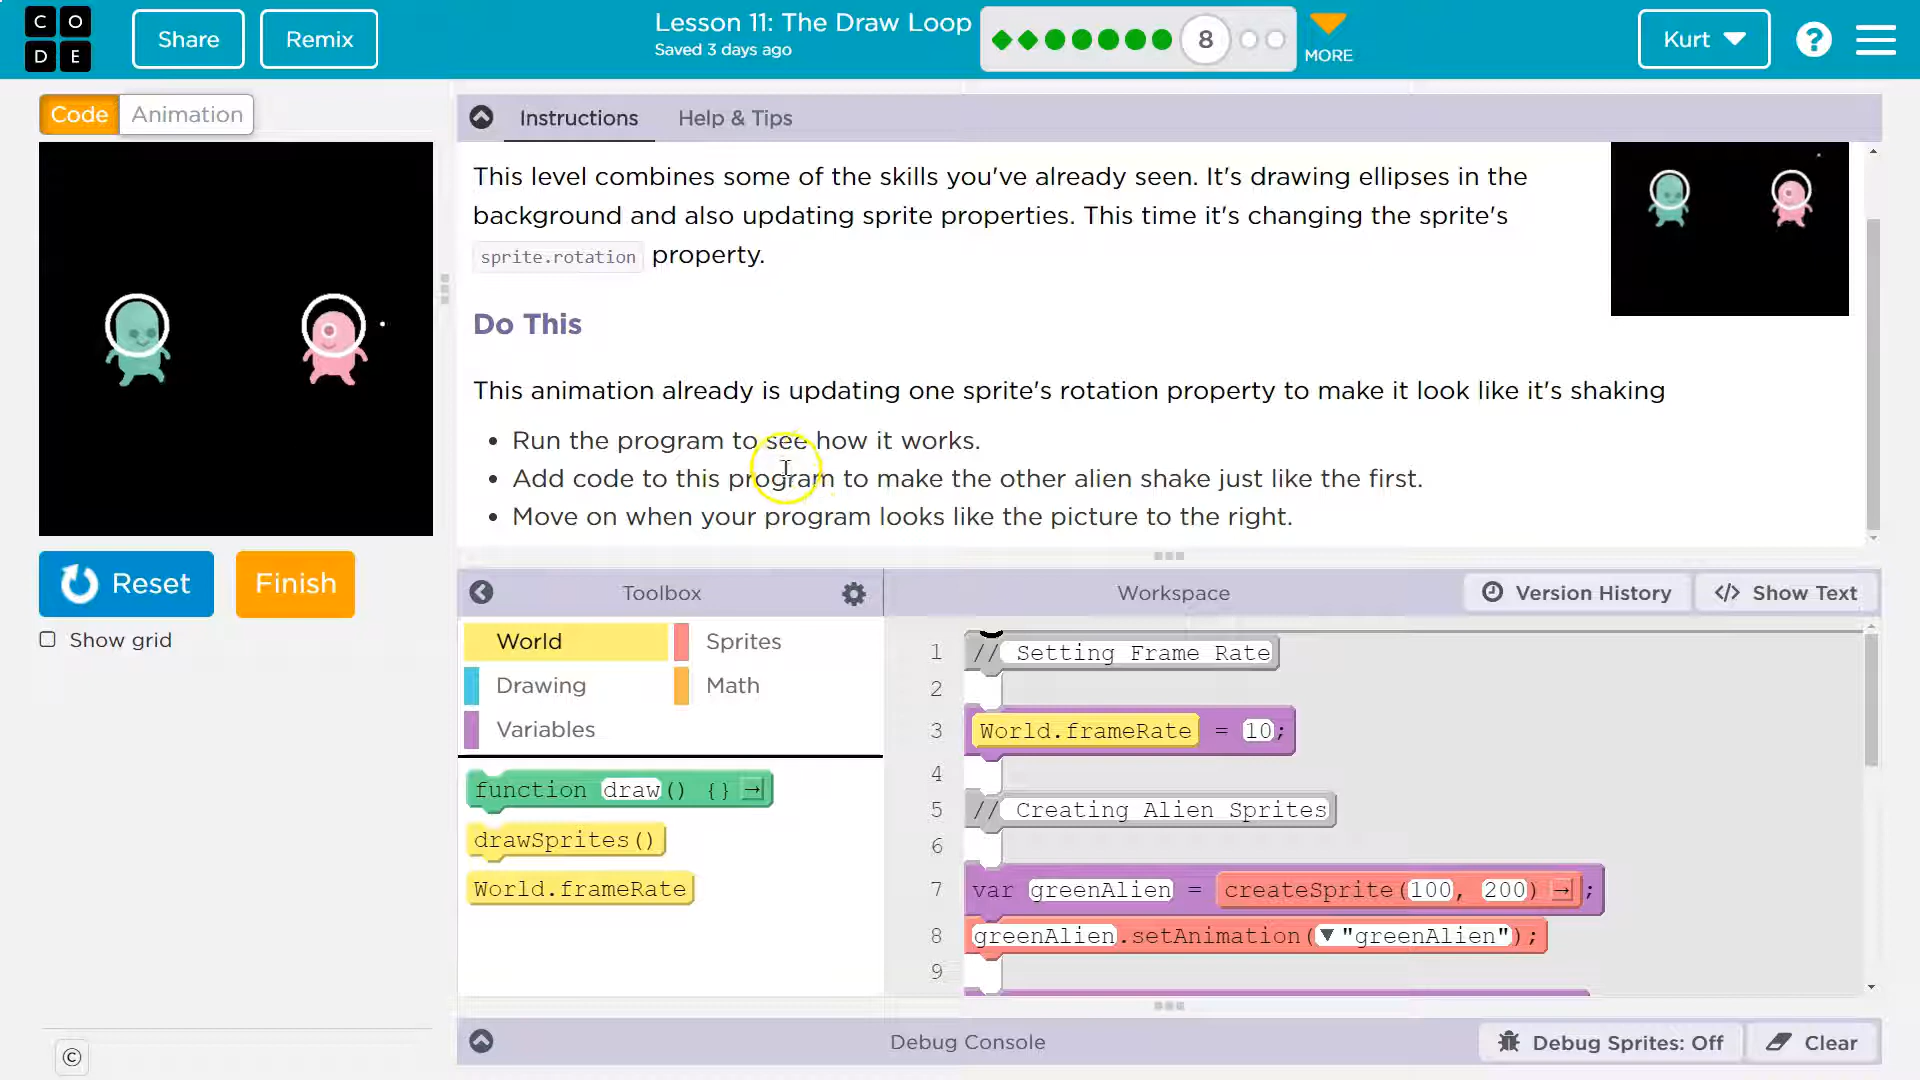 C O
D E
Share
Remix
Lesson 11: The Draw Loop
Saved 3 days ago
8
MORE
Kurt
?
Code
Animation
Instructions
Help & Tips
This level combines some of the skills you've already seen. It's drawing ellipses in the
background and also updating sprite properties. This time it's changing the sprite's
sprite.rotation property.
Do This
This animation already is updating one sprite's rotation property to make it look like it's shaking
• Run the program to see how it works.
• Add code to this program to make the other alien shake just like the first.
• Move on when your program looks like the picture to the right.
Reset
Finish
Show grid
Toolbox
Workspace
Version History
</> Show Text
World
Sprites
Drawing
Math
Variables
function draw() {} →
drawSprites()
World.frameRate
1 // Setting Frame Rate
2
3 World.frameRate = 10;
4
5 // Creating Alien Sprites
6
7 var greenAlien = createSprite(100, 200) → ;
8 greenAlien.setAnimation(▼ "greenAlien");
9
Debug Console
Debug Sprites: Off
Clear
©